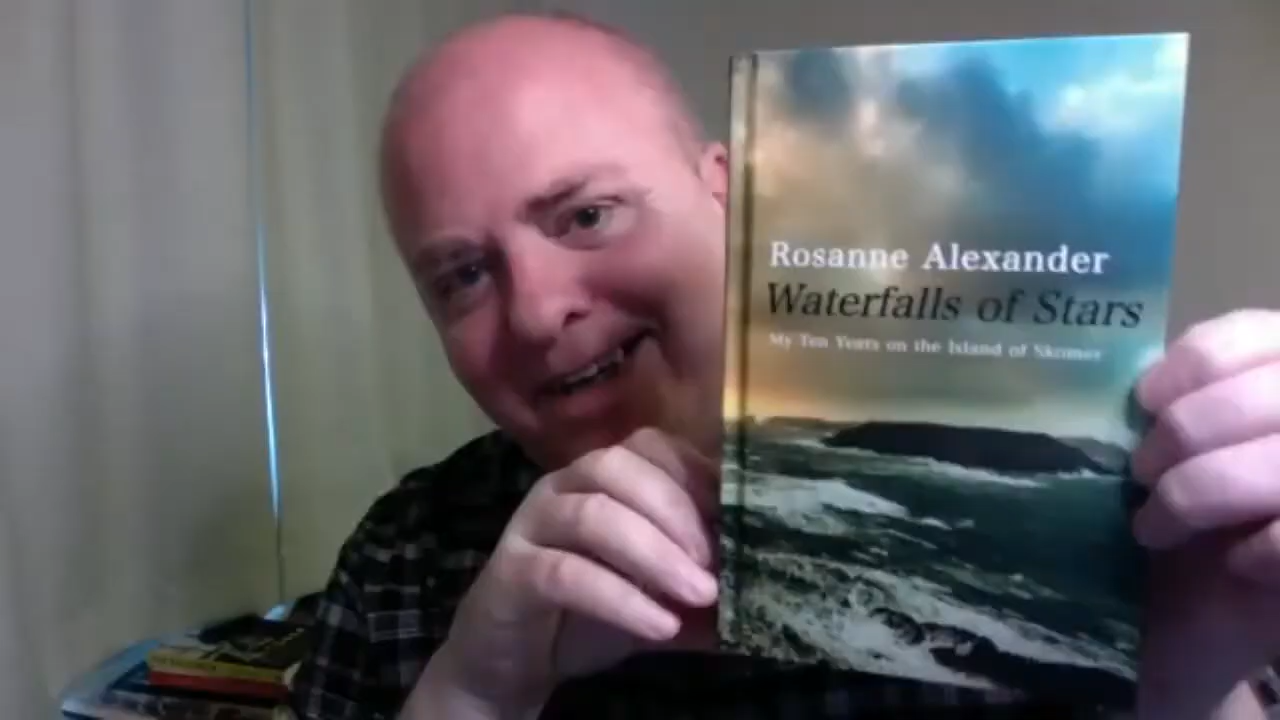 Rosanne Alexander
Waterfalls of Stars
My Ten Years on the Island of Skomer